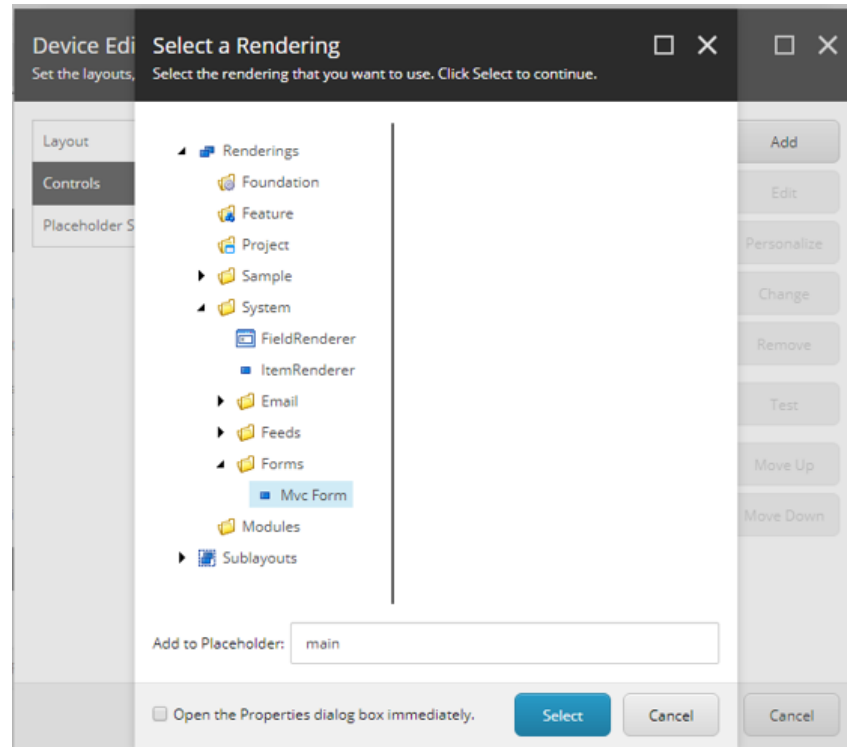 Device Edi
Set the layouts,
Select a Rendering
Select the rendering that you want to use. Click Select to continue.
Layout
Controls
Placeholder S
Renderings
Foundation
Feature
Project
Sample
System
FieldRenderer
ItemRenderer
Email
Feeds
Forms
Mvc Form
Modules
Sublayouts
Add to Placeholder: main
Open the Properties dialog box immediately.
Select
Cancel
Add
Edit
Personalize
Change
Remove
Test
Move Up
Move Down
Cancel